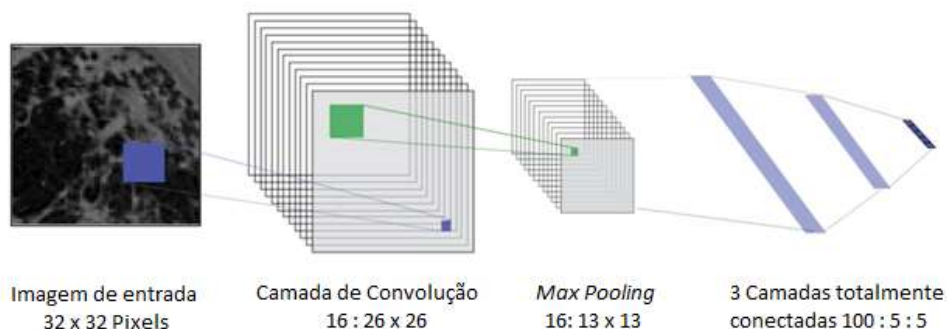 Imagem de entrada
32 x 32 Pixels
Camada de Convolução
16 : 26 x 26
Max Pooling
16: 13 x 13
3 Camadas totalmente
conectadas 100 : 5 : 5